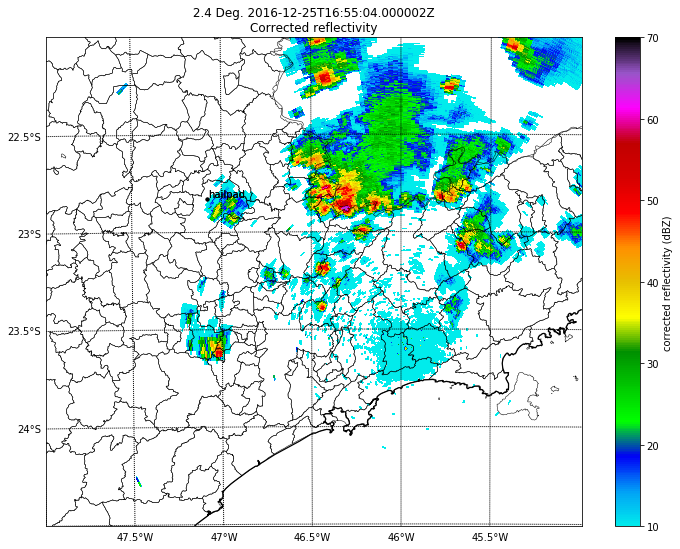 2.4 Deg. 2016-12-25T16:55:04.000002Z
Corrected reflectivity
22.5°S
23°S
23.5°S
24°S
47.5°W
47°W
46.5°W
46°W
45.5°W
hailpad
70
60
50
40
30
20
10
corrected reflectivity (dBZ)